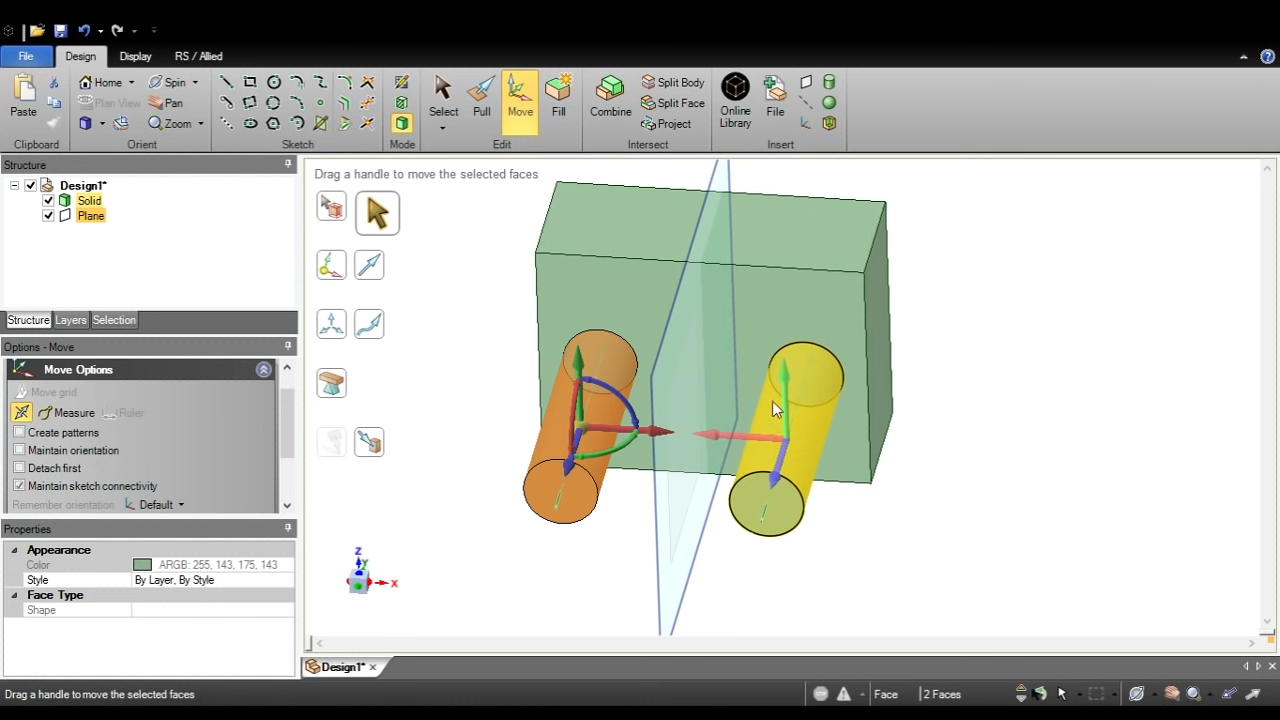 File
Design
Display
RS / Allied
Paste
Home
Spin
Plan View
Pan
Zoom
Select
Pull
Move
Fill
Combine
Split Body
Split Face
Project
Online
Library
File
Clipboard
Orient
Sketch
Mode
Edit
Intersect
Insert
Structure
Design1*
Solid
Plane
Structure
Layers
Selection
Options - Move
Move Options
Move grid
Measure
Ruler
Create patterns
Maintain orientation
Detach first
Maintain sketch connectivity
Remember orientation
Default
Properties
Appearance
Color
ARGB: 255, 143, 175, 143
Style
By Layer, By Style
Face Type
Shape
Drag a handle to move the selected faces
Z
Y
X
Design1*
Drag a handle to move the selected faces
Face
2 Faces